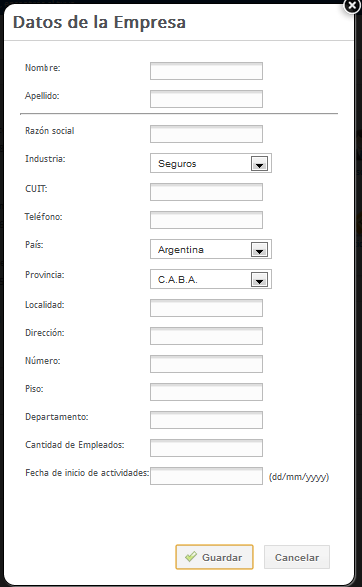 Datos de la Empresa
Nombre:
Apellido:
Razón social
Industria: Seguros
CUIT:
Teléfono:
País: Argentina
Provincia: C.A.B.A.
Localidad:
Dirección:
Número:
Piso:
Departamento:
Cantidad de Empleados:
Fecha de inicio de actividades: (dd/mm/yyyy)
Guardar Cancelar